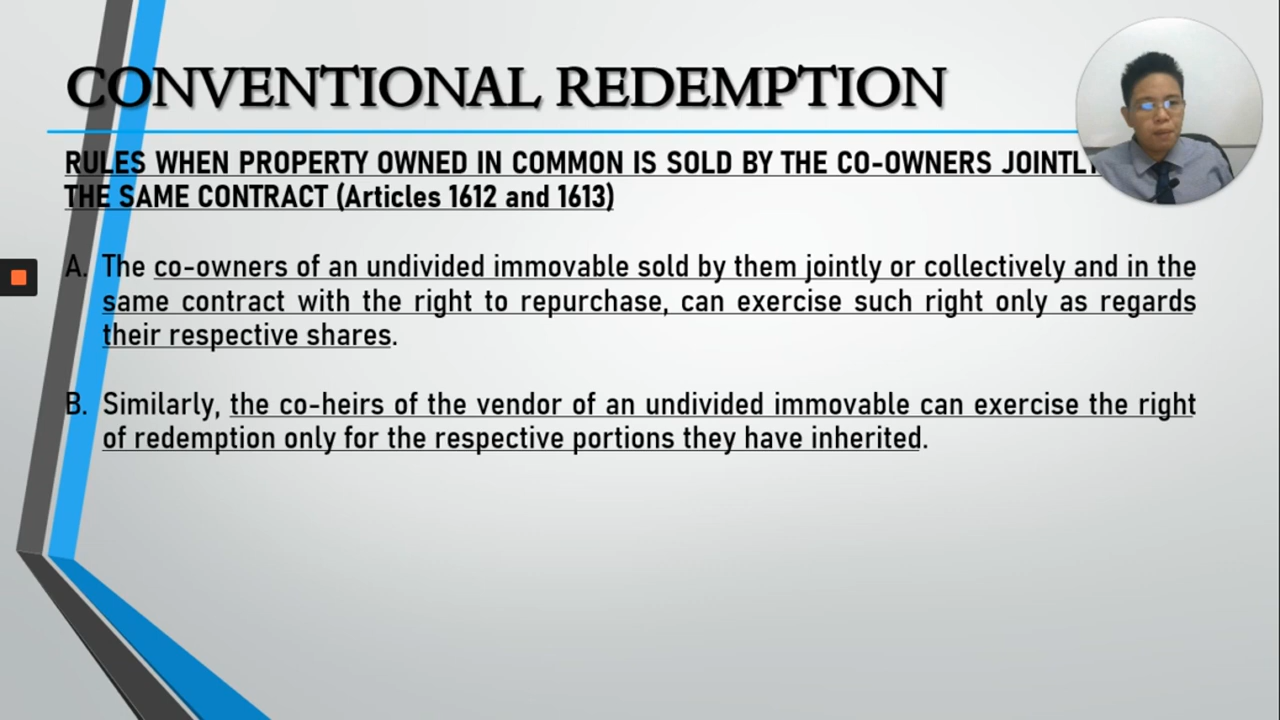 CONVENTIONAL REDEMPTION
RULES WHEN PROPERTY OWNED IN COMMON IS SOLD BY THE CO-OWNERS JOINTLY
THE SAME CONTRACT (Articles 1612 and 1613)
A. The co-owners of an undivided immovable sold by them jointly or collectively and in the
same contract with the right to repurchase, can exercise such right only as regards
their respective shares.
B. Similarly, the co-heirs of the vendor of an undivided immovable can exercise the right
of redemption only for the respective portions they have inherited.